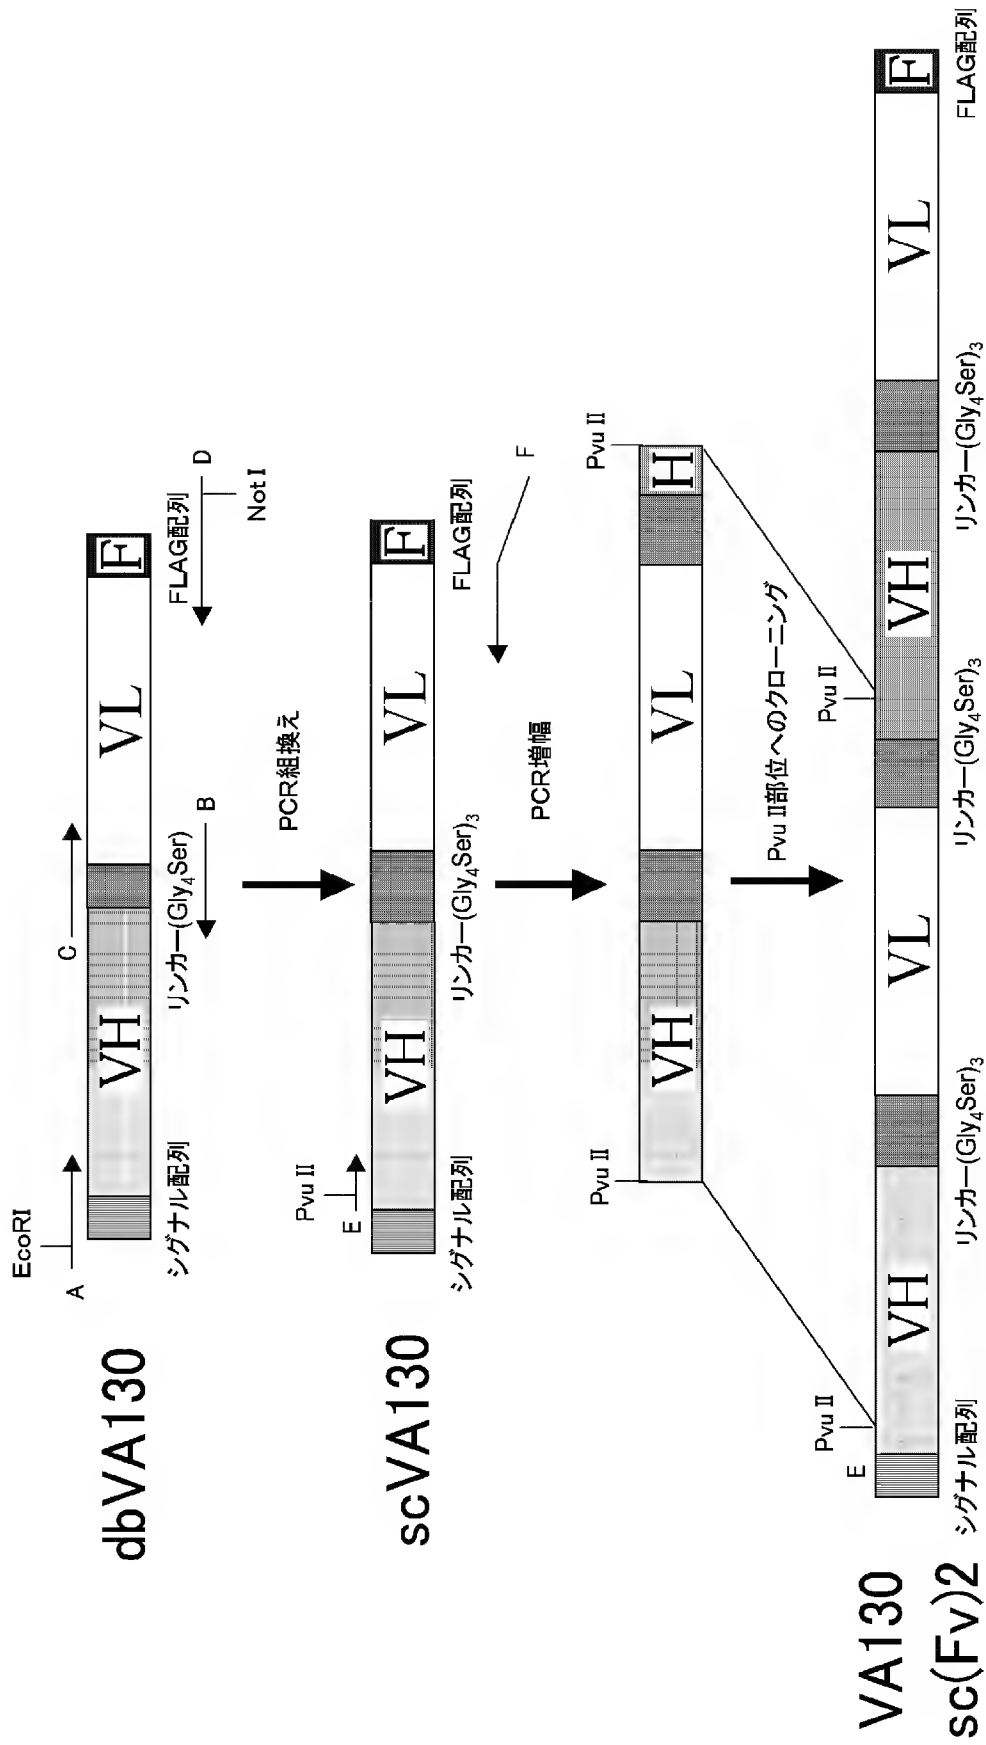 dbVA130
EcoRI
A
C
B
D
Not I
VH
VL
F
シグナル配列
リンカー(Gly4Ser)
FLAG配列
PCR組換え
scVA130
Pvu II
E
VH
VL
F
シグナル配列
リンカー(Gly4Ser)3
FLAG配列
F
PCR増幅
Pvu II
Pvu II
VH
VL
H
Pvu II部位へのクローニング
VA130
sc(Fv)2
E
Pvu II
Pvu II
VH
VL
VH
VL
F
シグナル配列
リンカー(Gly4Ser)3
リンカー(Gly4Ser)3
リンカー(Gly4Ser)3
FLAG配列